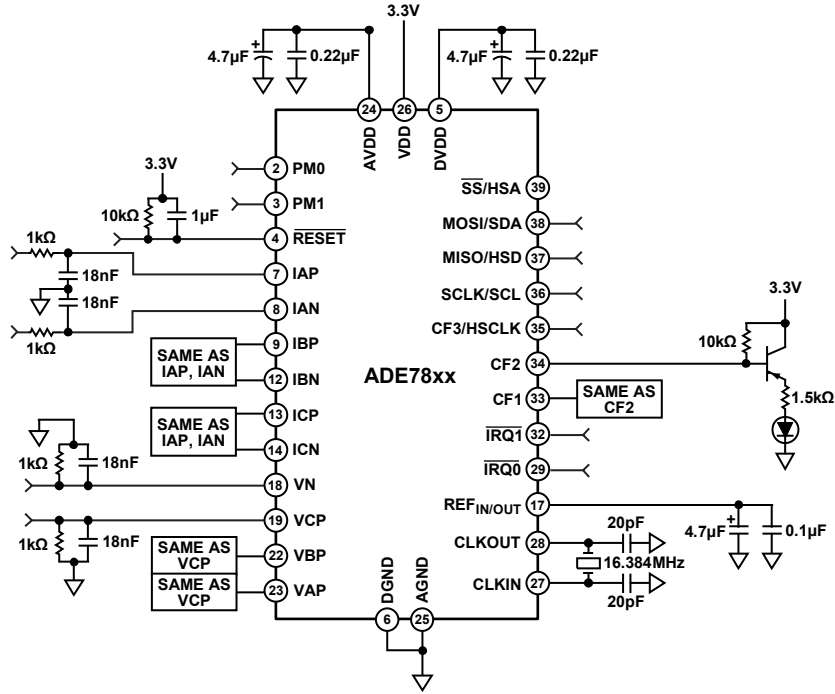 3.3V
4.7µF
+
0.22µF
4.7µF
+
0.22µF
24
26
5
AVDD
VDD
DVDD
2 PM0
3 PM1
3.3V
10kΩ
1µF
4 RESET
1kΩ
18nF
18nF
1kΩ
7 IAP
8 IAN
9 IBP
12 IBN
SAME AS
IAP, IAN
13 ICP
14 ICN
SAME AS
IAP, IAN
1kΩ
18nF
18 VN
19 VCP
1kΩ
18nF
SAME AS
VCP
22 VBP
SAME AS
VCP
23 VAP
ADE78xx
SS/HSA 39
MOSI/SDA 38
MISO/HSD 37
SCLK/SCL 36
CF3/HSCLK 35
CF2 34
3.3V
10kΩ
1.5kΩ
CF1 33
SAME AS
CF2
IRQ1 32
IRQ0 29
REFIN/OUT 17
4.7µF
+
0.1µF
CLKOUT 28
20pF
16.384MHz
CLKIN 27
20pF
DGND
AGND
6
25